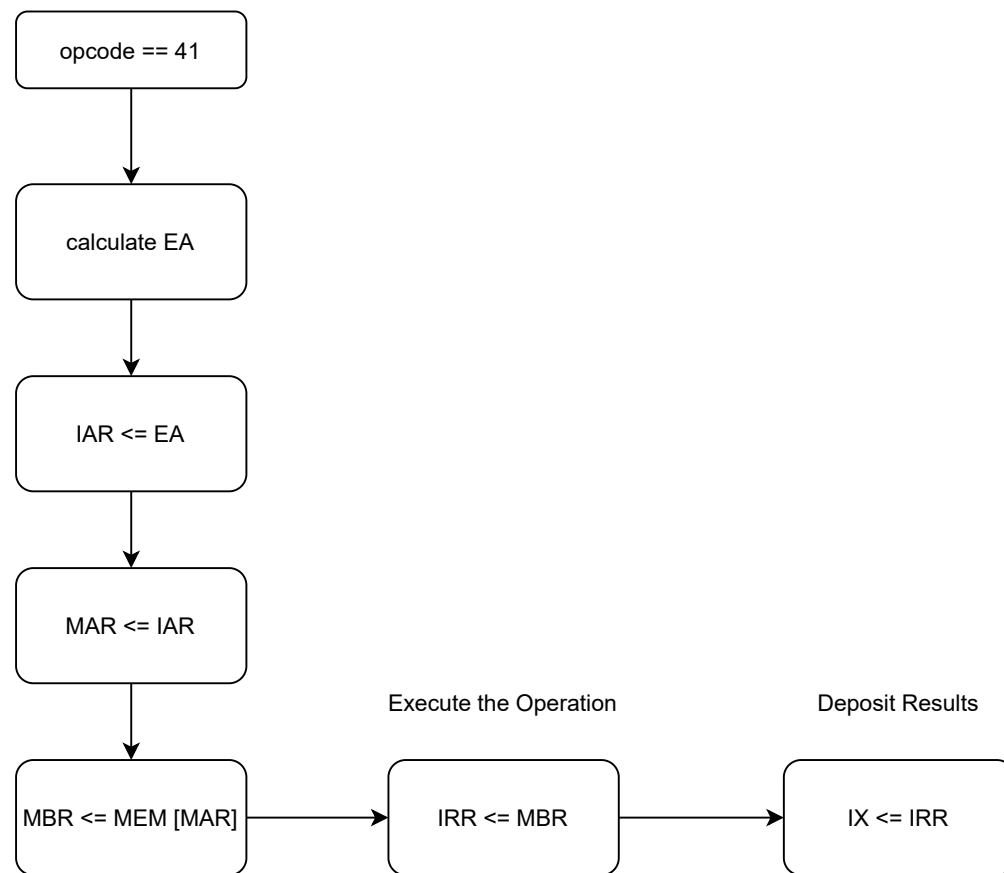 opcode == 41
calculate EA
IAR <= EA
MAR <= IAR
MBR <= MEM [MAR]
Execute the Operation
IRR <= MBR
Deposit Results
IX <= IRR